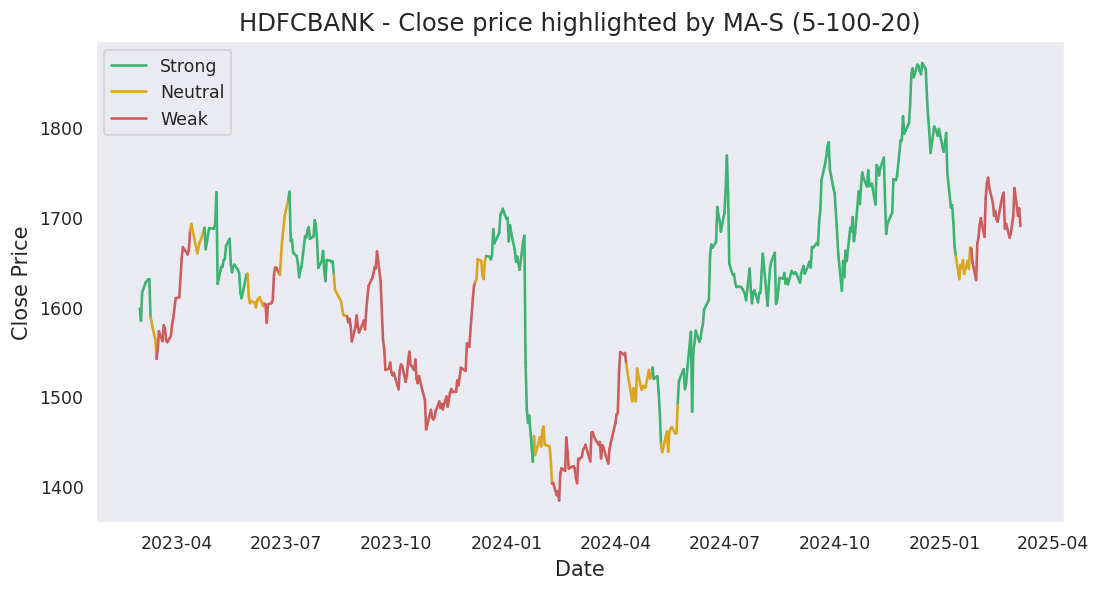 HDFCBANK - Close price highlighted by MA-S (5-100-20)
Strong
Neutral
Weak
Close Price
1800
1700
1600
1500
1400
2023-04 2023-07 2023-10 2024-01 2024-04 2024-07 2024-10 2025-01 2025-04
Date